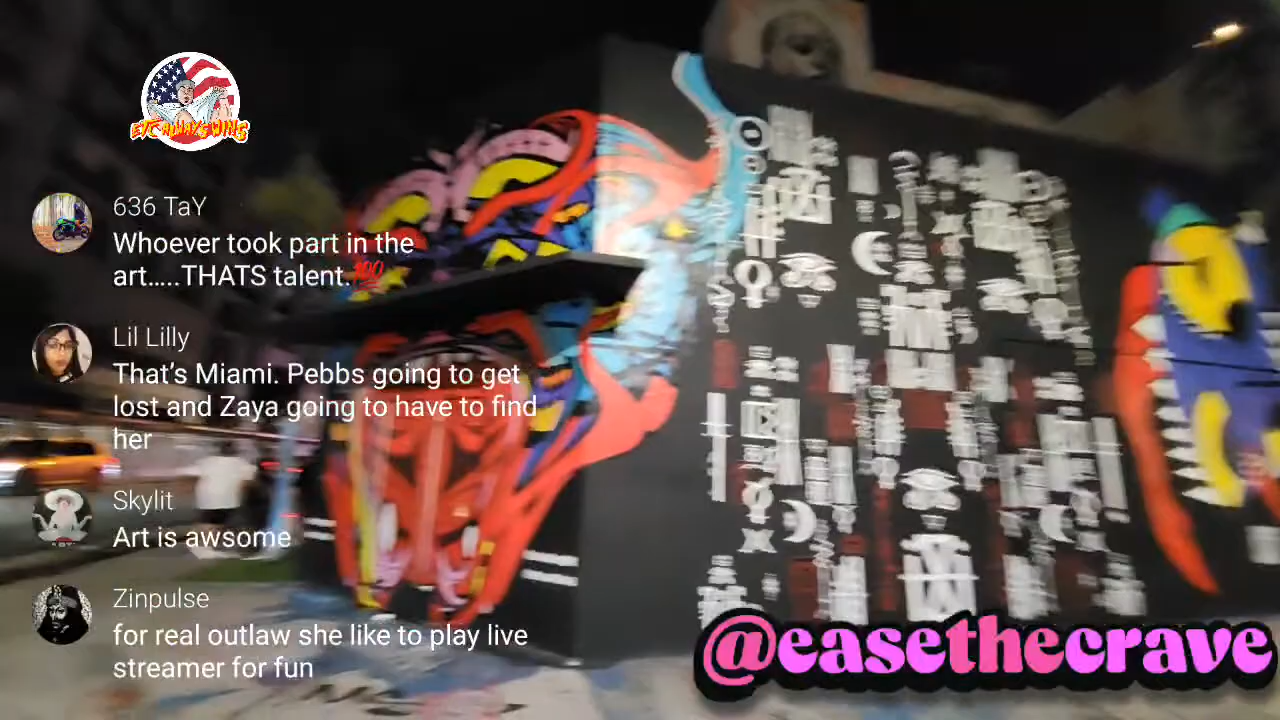 ETC ALWAYSWING
636 TaY
Whoever took part in the
art.....THATS talent.💯
Lil Lilly
That's Miami. Pebbs going to get
lost and Zaya going to have to find
her
Skylit
Art is awsome
Zinpulse
for real outlaw she like to play live
streamer for fun
@easethecrave